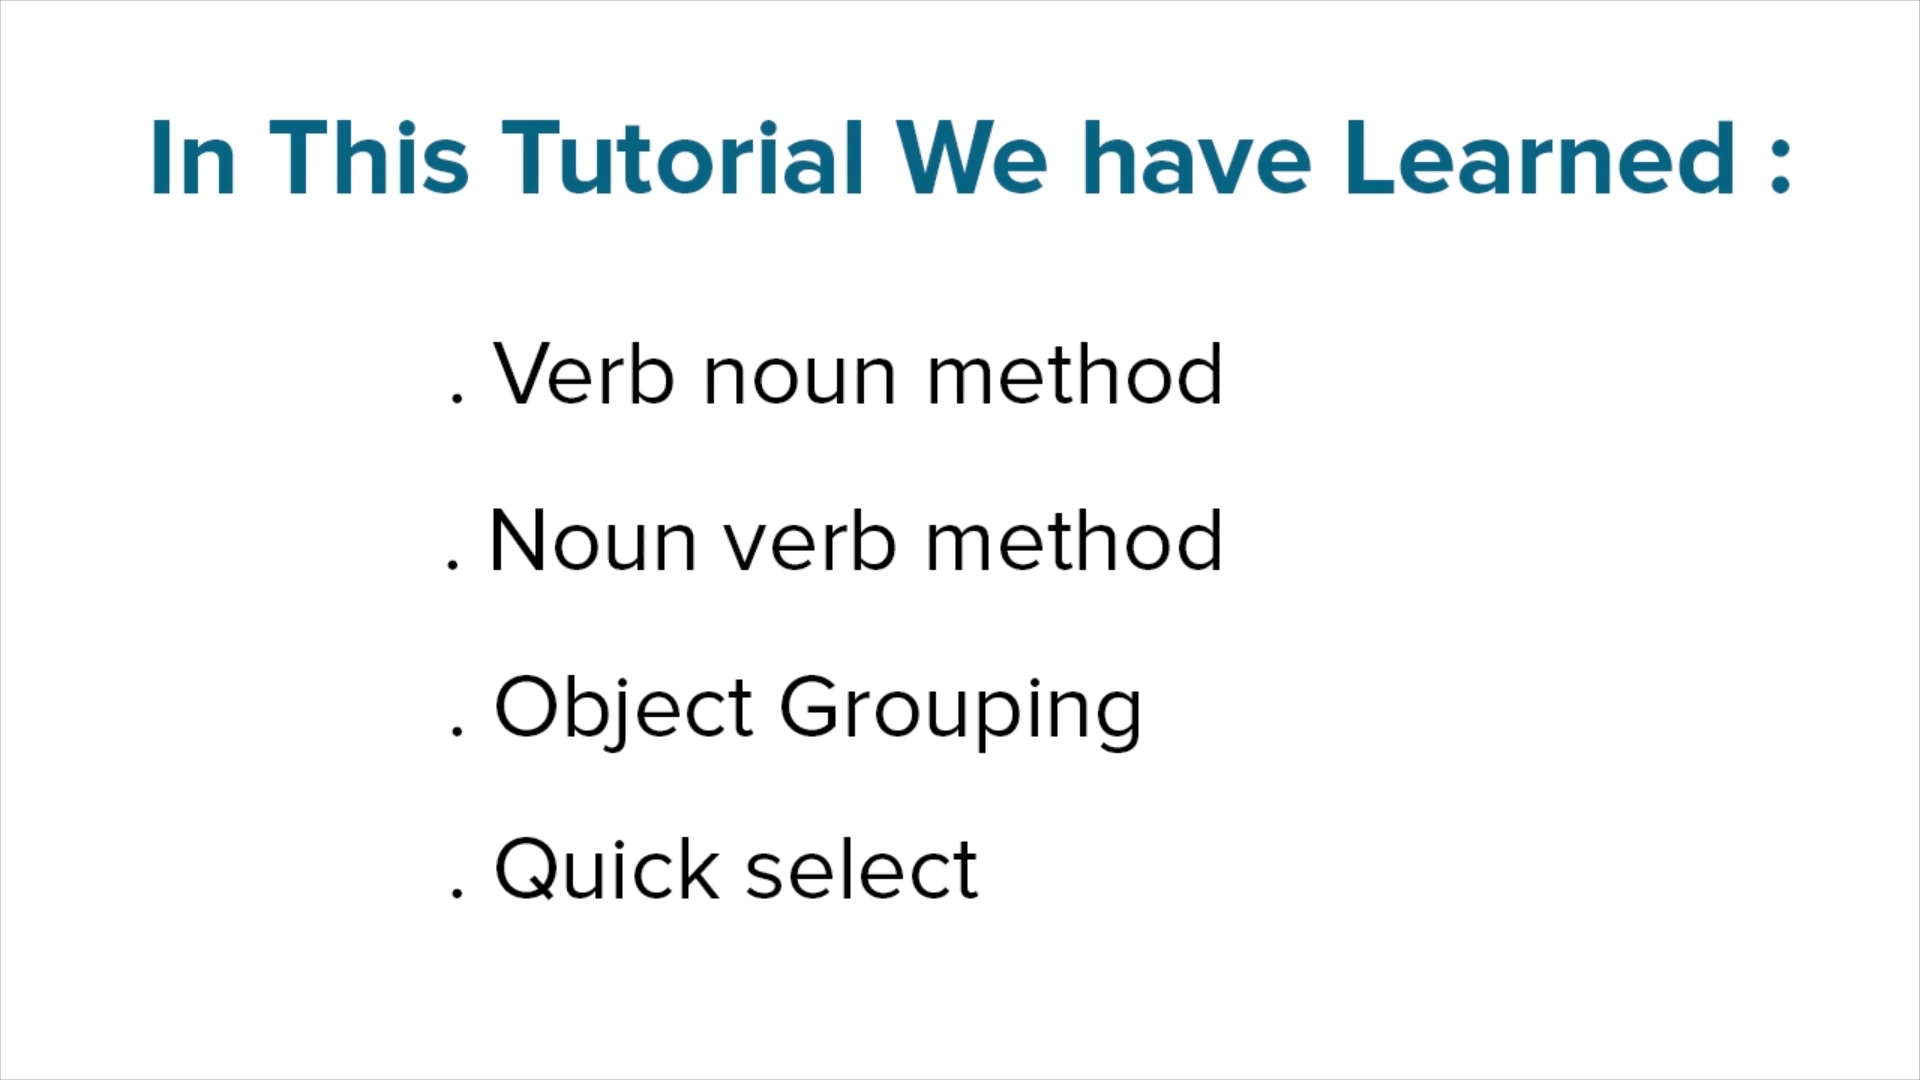 In This Tutorial We have Learned :
. Verb noun method
. Noun verb method
. Object Grouping
. Quick select